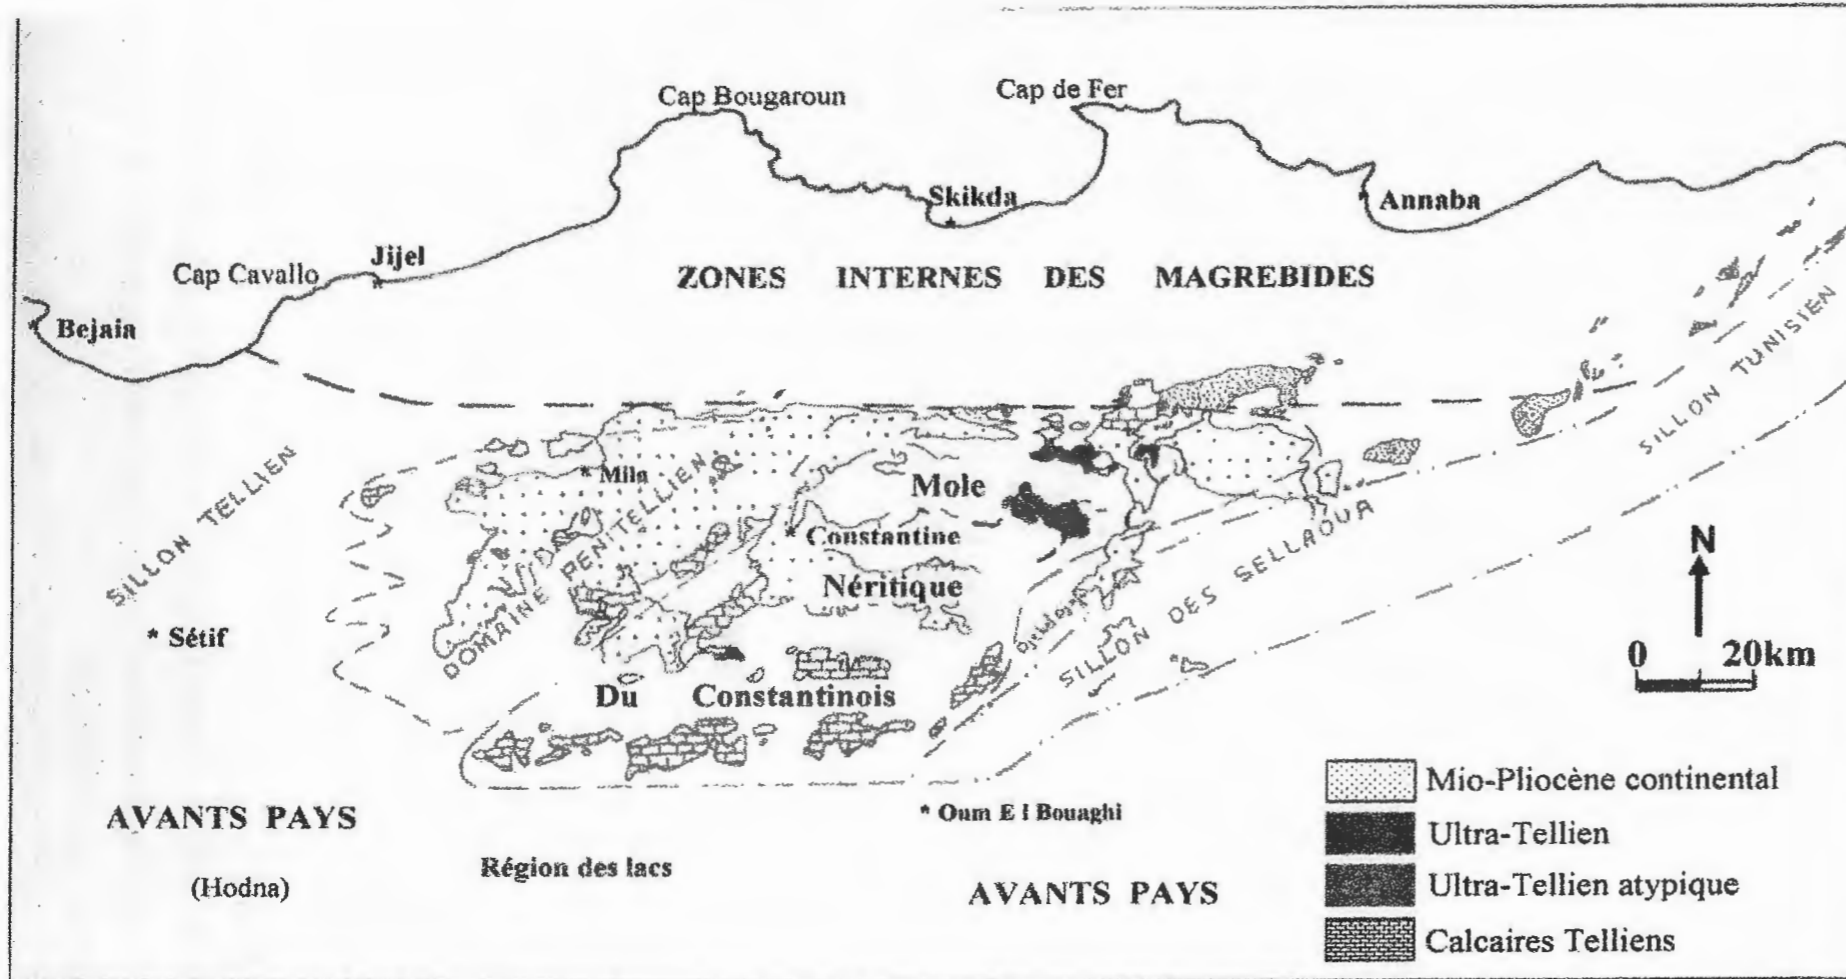 Cap Bougaroun
Cap de Fer
Skikda
Annaba
Jijel
Cap Cavallo
Bejaia
ZONES INTERNES DES MAGREBIDES
SILLON TUNISIEN
SILLON TELLIEN
Mila
DOMAINE PENITELLIEN
Mole
Constantine
Néritique
SILLON DES SELLAOUA
Sétif
Du Constantinois
N
0 20km
AVANTS PAYS
(Hodna)
Oum E l Bouaghi
Région des lacs
AVANTS PAYS
Mio-Pliocène continental
Ultra-Tellien
Ultra-Tellien atypique
Calcaires Telliens